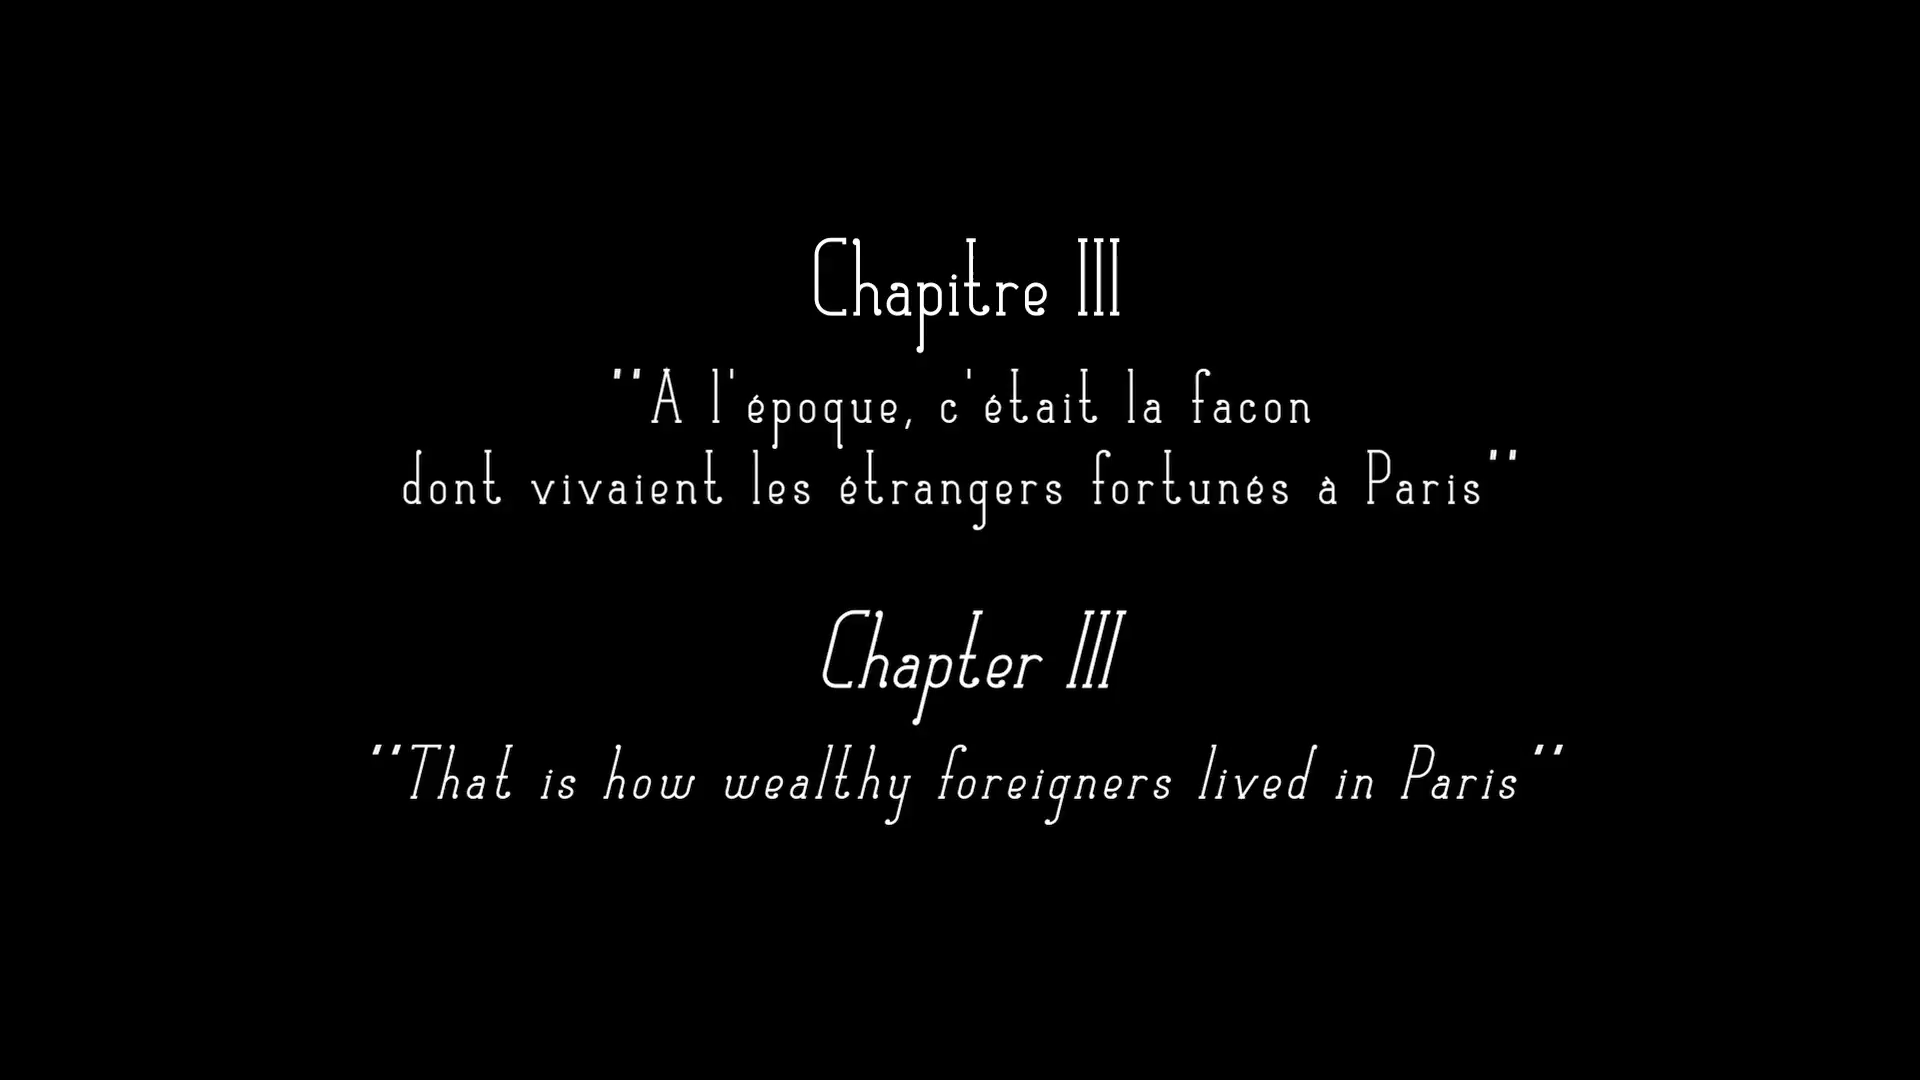 Chapitre III
"A l'époque, c'était la facon
dont vivaient les étrangers fortunés à Paris"
Chapter III
"That is how wealthy foreigners lived in Paris"